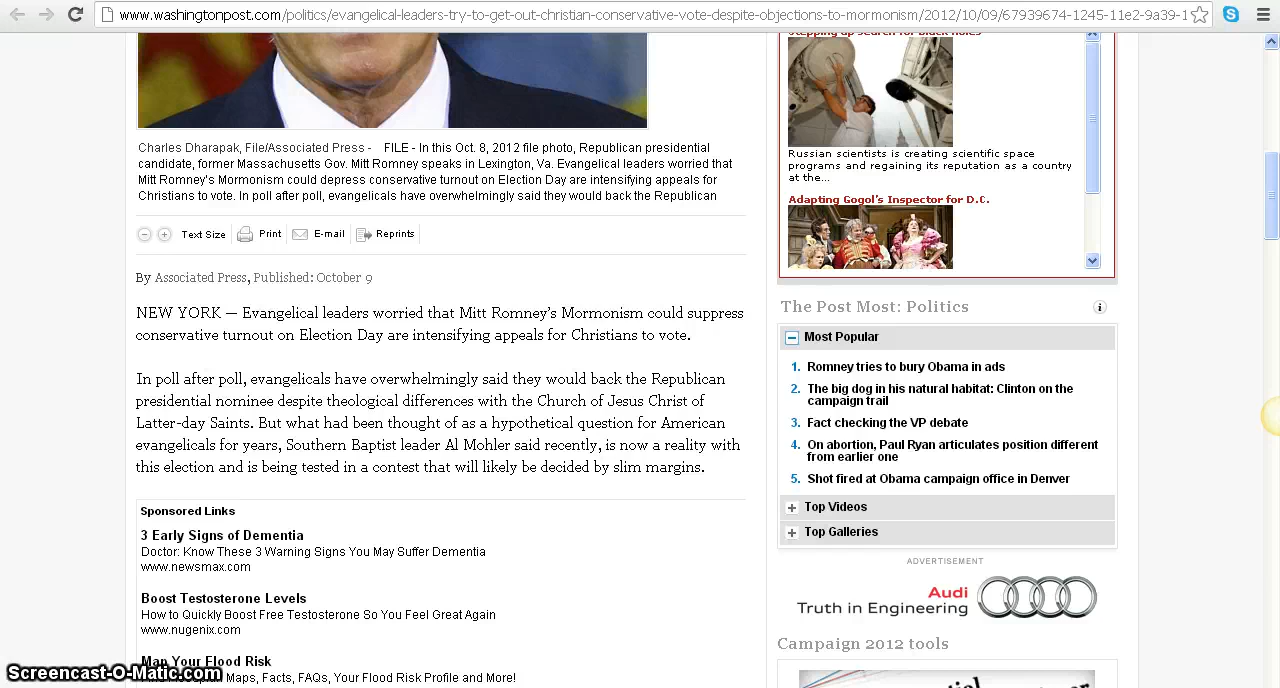 www.washingtonpost.com/politics/evangelical-leaders-try-to-get-out-christian-conservative-vote-despite-objections-to-mormonism/2012/10/09/67939674-1245-11e2-9a39-1
Charles Dharapak, File/Associated Press - FILE - In this Oct. 8, 2012 file photo, Republican presidential
candidate, former Massachusetts Gov. Mitt Romney speaks in Lexington, Va. Evangelical leaders worried that
Mitt Romney's Mormonism could depress conservative turnout on Election Day are intensifying appeals for
Christians to vote. In poll after poll, evangelicals have overwhelmingly said they would back the Republican
Text Size Print E-mail Reprints
By Associated Press, Published: October 9
NEW YORK — Evangelical leaders worried that Mitt Romney's Mormonism could suppress
conservative turnout on Election Day are intensifying appeals for Christians to vote.
In poll after poll, evangelicals have overwhelmingly said they would back the Republican
presidential nominee despite theological differences with the Church of Jesus Christ of
Latter-day Saints. But what had been thought of as a hypothetical question for American
evangelicals for years, Southern Baptist leader Al Mohler said recently, is now a reality with
this election and is being tested in a contest that will likely be decided by slim margins.
Sponsored Links
3 Early Signs of Dementia
Doctor: Know These 3 Warning Signs You May Suffer Dementia
www.newsmax.com
Boost Testosterone Levels
How to Quickly Boost Free Testosterone So You Feel Great Again
www.nugenix.com
Map Your Flood Risk
Maps, Facts, FAQs, Your Flood Risk Profile and More!
Screencast-O-Matic.com
Stepping up search for black holes
Russian scientists is creating scientific space
programs and regaining its reputation as a country
at the...
Adapting Gogol's Inspector for D.C.
The Post Most: Politics
Most Popular
1. Romney tries to bury Obama in ads
2. The big dog in his natural habitat: Clinton on the
campaign trail
3. Fact checking the VP debate
4. On abortion, Paul Ryan articulates position different
from earlier one
5. Shot fired at Obama campaign office in Denver
Top Videos
Top Galleries
ADVERTISEMENT
Audi
Truth in Engineering
Campaign 2012 tools